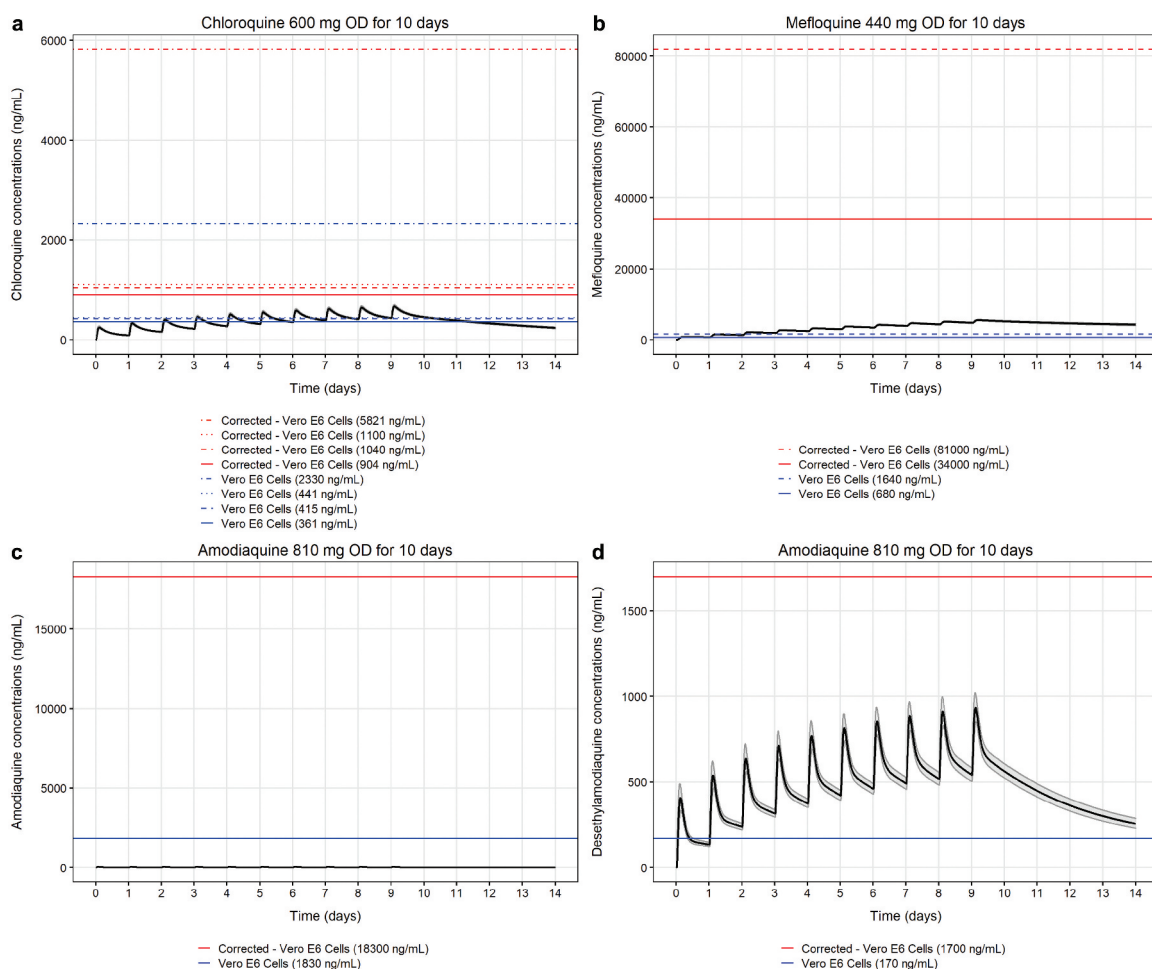 a
Chloroquine 600 mg OD for 10 days
Chloroquine concentrations (ng/mL)
6000
4000
2000
0
0 1 2 3 4 5 6 7 8 9 10 11 12 13 14
Time (days)
Corrected - Vero E6 Cells (5821 ng/mL)
Corrected - Vero E6 Cells (1100 ng/mL)
Corrected - Vero E6 Cells (1040 ng/mL)
Corrected - Vero E6 Cells (904 ng/mL)
Vero E6 Cells (2330 ng/mL)
Vero E6 Cells (441 ng/mL)
Vero E6 Cells (415 ng/mL)
Vero E6 Cells (361 ng/mL)
b
Mefloquine 440 mg OD for 10 days
Mefloquine concentrations (ng/mL)
80000
60000
40000
20000
0
0 1 2 3 4 5 6 7 8 9 10 11 12 13 14
Time (days)
Corrected - Vero E6 Cells (81000 ng/mL)
Corrected - Vero E6 Cells (34000 ng/mL)
Vero E6 Cells (1640 ng/mL)
Vero E6 Cells (680 ng/mL)
c
Amodiaquine 810 mg OD for 10 days
Amodiaquine concentraions (ng/mL)
15000
10000
5000
0
0 1 2 3 4 5 6 7 8 9 10 11 12 13 14
Time (days)
Corrected - Vero E6 Cells (18300 ng/mL)
Vero E6 Cells (1830 ng/mL)
d
Amodiaquine 810 mg OD for 10 days
Desethylamodiaquine concentrations (ng/mL)
1500
1000
500
0
0 1 2 3 4 5 6 7 8 9 10 11 12 13 14
Time (days)
Corrected - Vero E6 Cells (1700 ng/mL)
Vero E6 Cells (170 ng/mL)